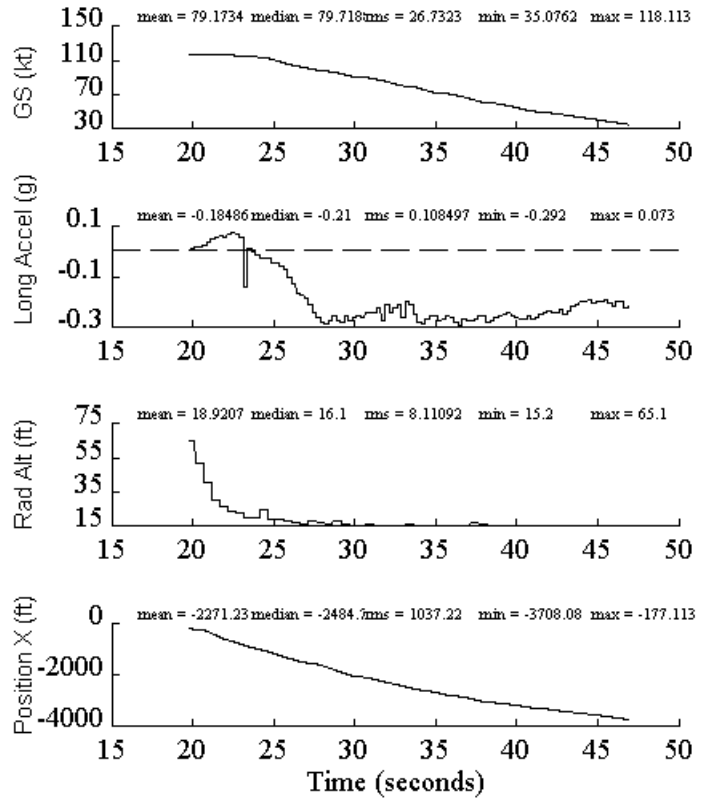 mean = 79.1734 median = 79.718 rms = 26.7323 min = 35.0762 max = 118.113
GS (kt)
150
110
70
30
15 20 25 30 35 40 45 50
mean = -0.18486 median = -0.21 rms = 0.108497 min = -0.292 max = 0.073
Long Accel (g)
0.1
-0.1
-0.3
15 20 25 30 35 40 45 50
mean = 18.9207 median = 16.1 rms = 8.11092 min = 15.2 max = 65.1
Rad Alt (ft)
75
55
35
15
15 20 25 30 35 40 45 50
mean = -2271.23 median = -2484.7 rms = 1037.22 min = -3708.08 max = -177.113
Position X (ft)
0
-2000
-4000
15 20 25 30 35 40 45 50
Time (seconds)